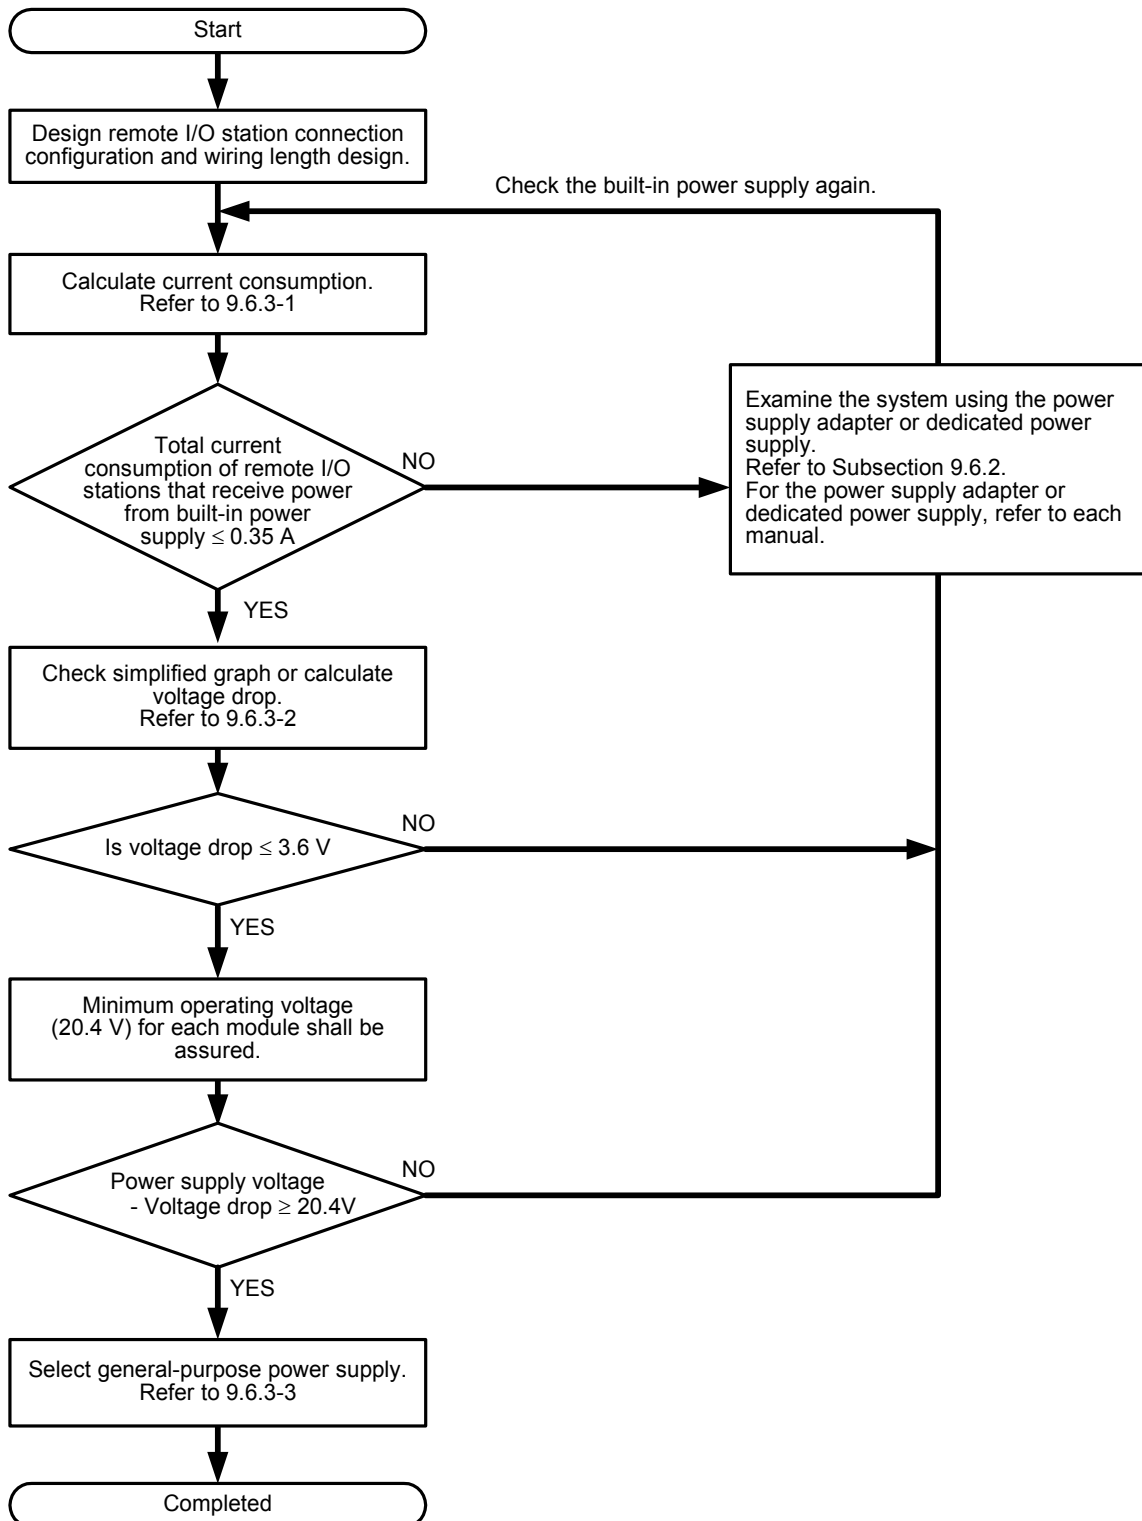 Start
Design remote I/O station connection
configuration and wiring length design.
Check the built-in power supply again.
Calculate current consumption.
Refer to 9.6.3-1
Total current
consumption of remote I/O
stations that receive power
from built-in power
supply ≤ 0.35 A
NO
Examine the system using the power
supply adapter or dedicated power
supply.
Refer to Subsection 9.6.2.
For the power supply adapter or
dedicated power supply, refer to each
manual.
YES
Check simplified graph or calculate
voltage drop.
Refer to 9.6.3-2
Is voltage drop ≤ 3.6 V
NO
YES
Minimum operating voltage
(20.4 V) for each module shall be
assured.
Power supply voltage
- Voltage drop ≥ 20.4V
NO
YES
Select general-purpose power supply.
Refer to 9.6.3-3
Completed